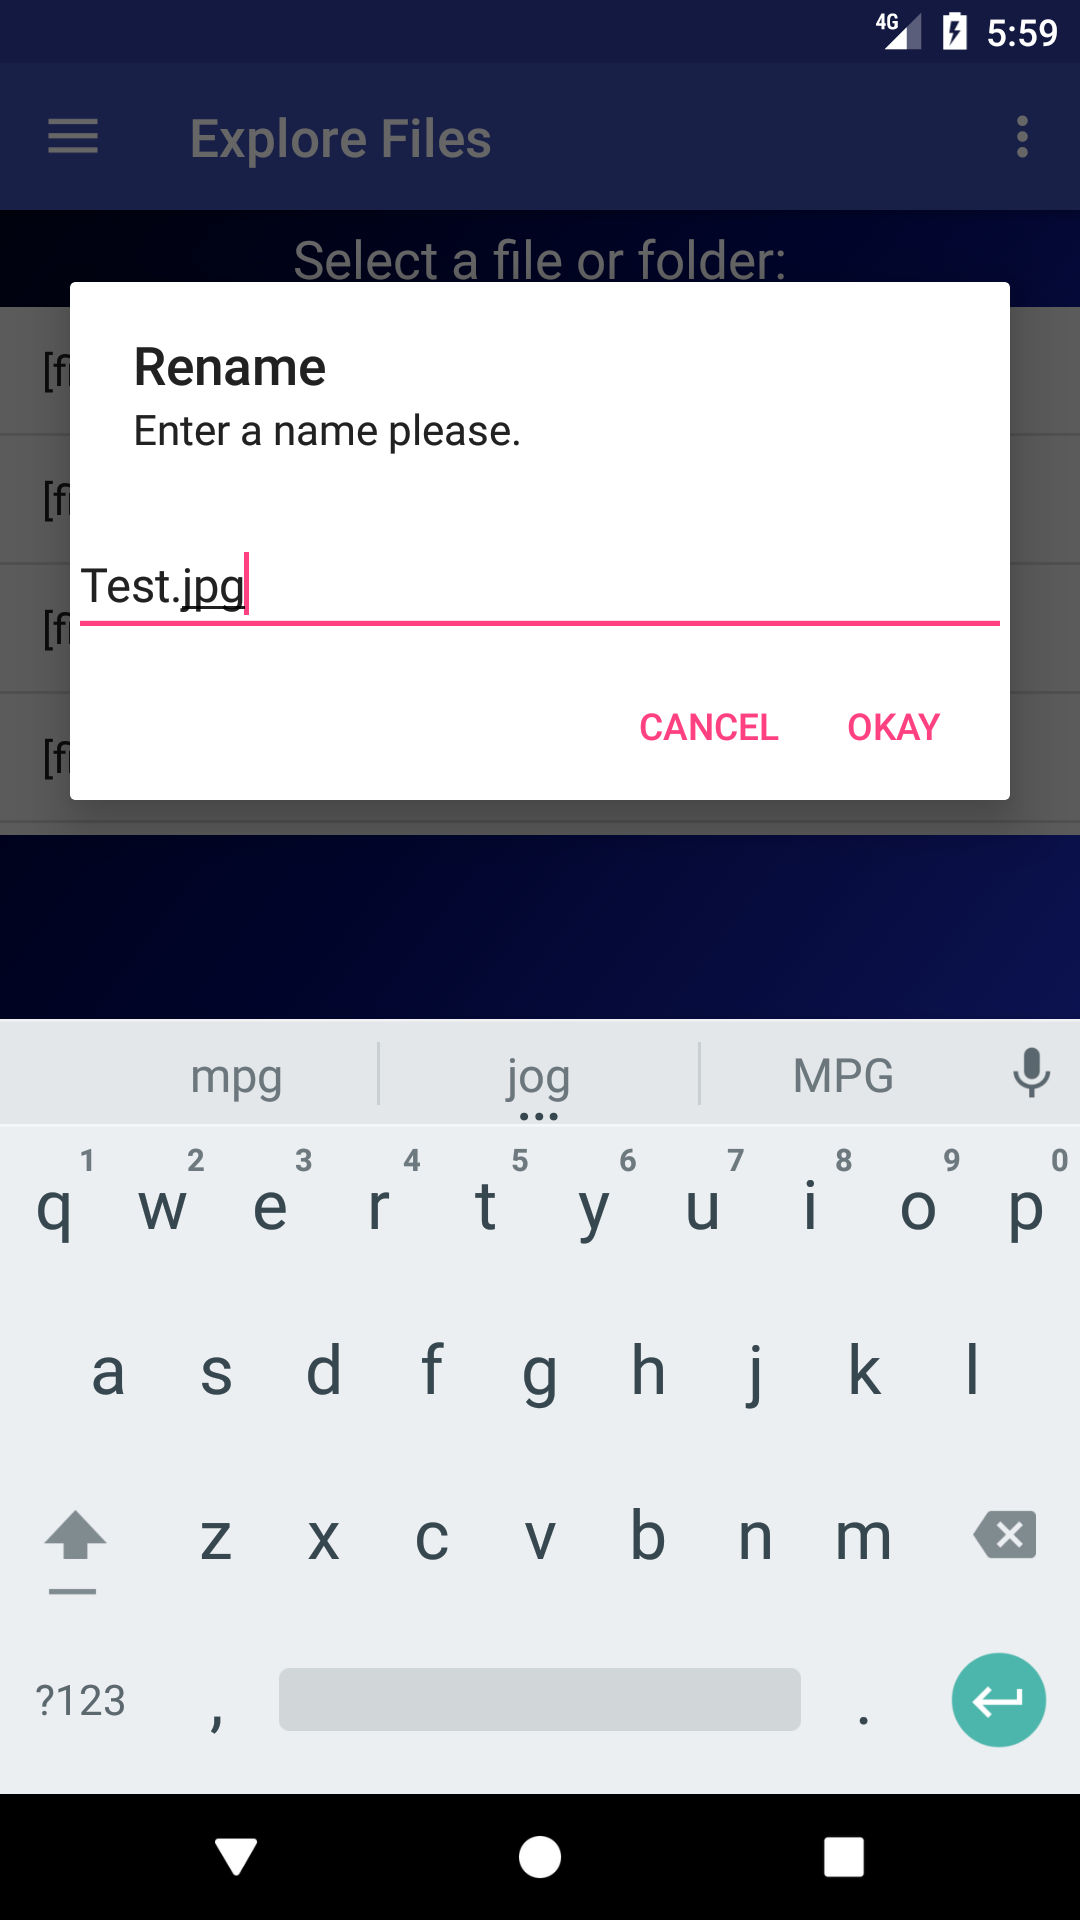 4G 5:59
Explore Files
Select a file or folder:
Rename
Enter a name please.
Test.jpg
CANCEL OKAY
mpg jog MPG
1 2 3 4 5 6 7 8 9 0
q w e r t y u i o p
a s d f g h j k l
z x c v b n m
?123 , .